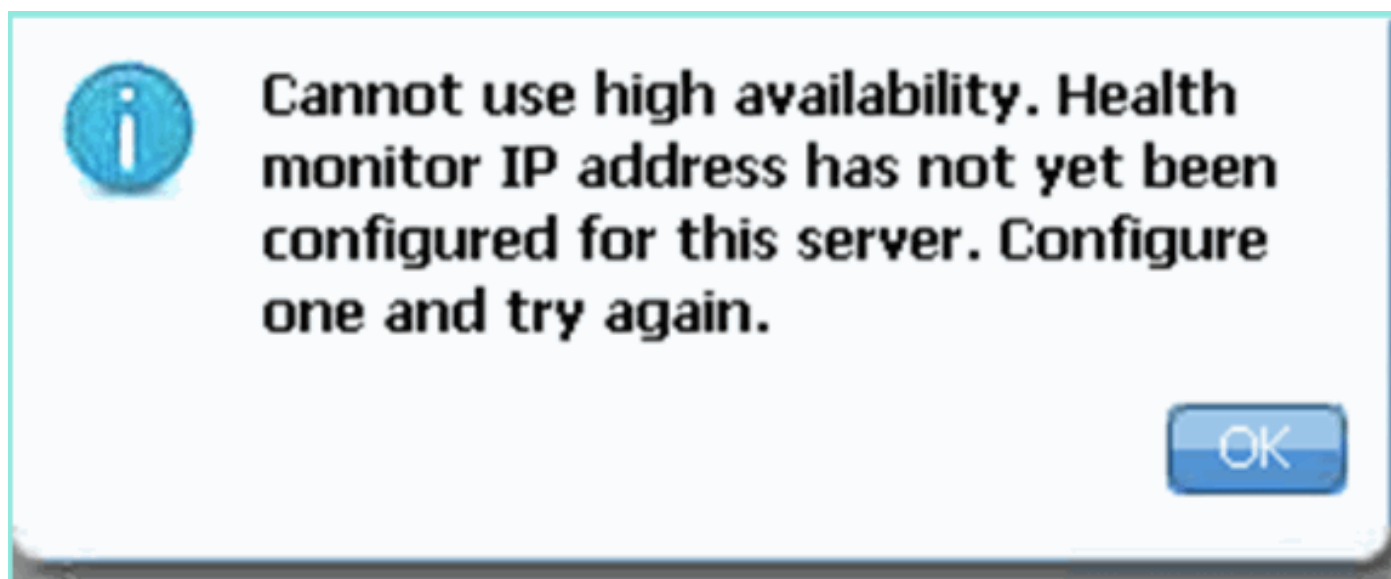 Cannot use high availability. Health
monitor IP address has not yet been
configured for this server. Configure
one and try again.
OK